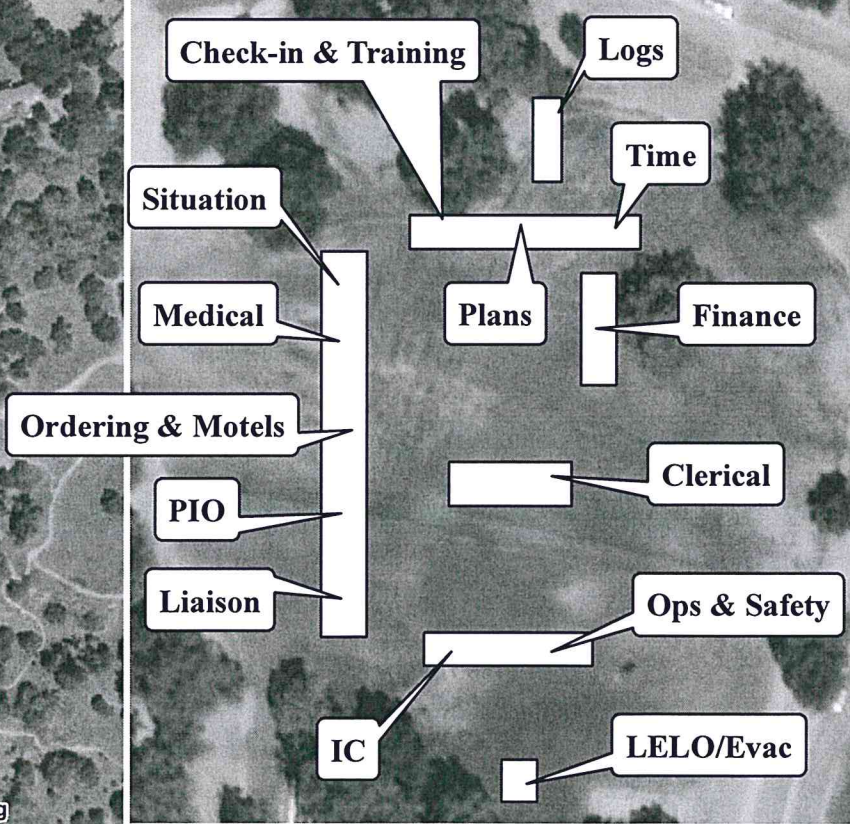 Check-in & Training
Logs
Time
Situation
Medical
Plans
Finance
Ordering & Motels
Clerical
PIO
Liaison
Ops & Safety
IC
LELO/Evac